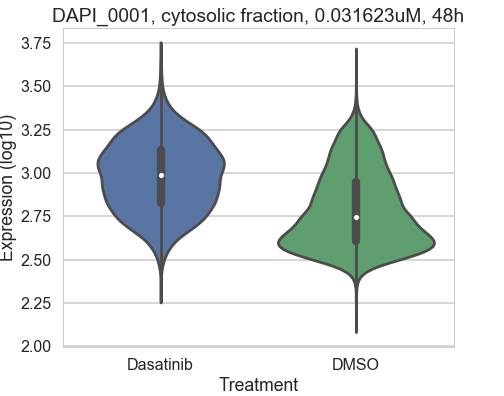 DAPI_0001, cytosolic fraction, 0.031623uM, 48h
Expression (log10)
3.75
3.50
3.25
3.00
2.75
2.50
2.25
2.00
Dasatinib DMSO
Treatment